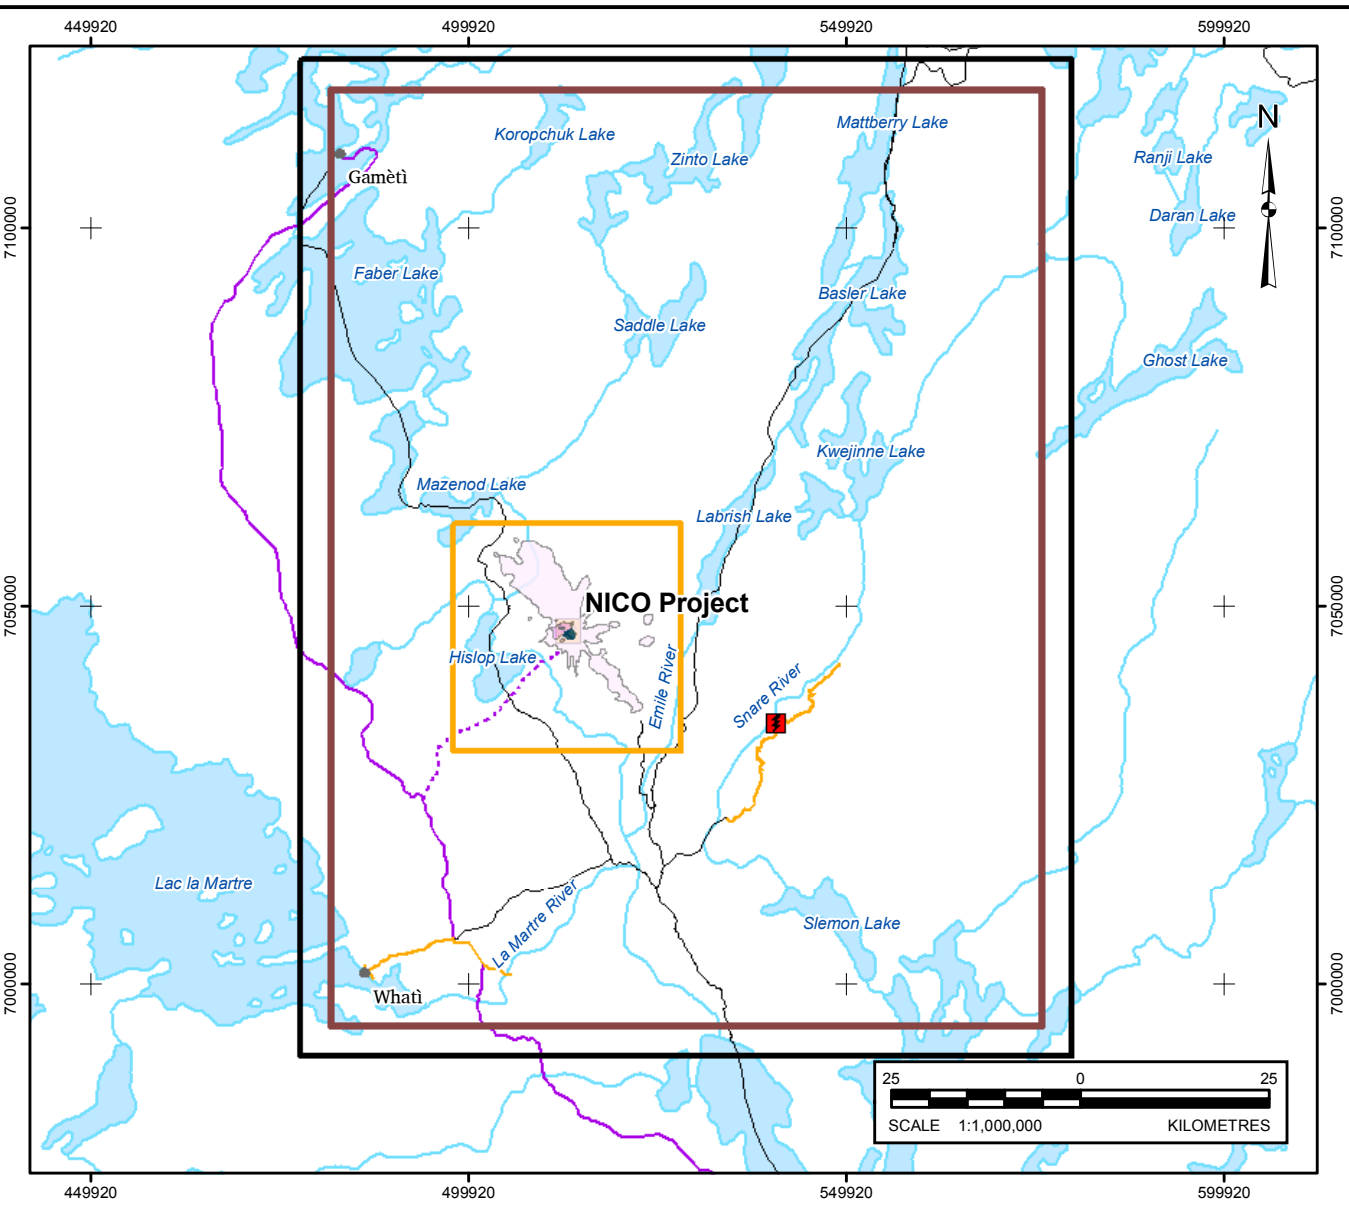 449920
499920
549920
599920
N
Koropchuk Lake
Mattberry Lake
Zinto Lake
Ranji Lake
Gamètì
Daran Lake
7100000
7100000
Faber Lake
Basler Lake
Saddle Lake
Ghost Lake
Kwejinne Lake
Mazenod Lake
Labrish Lake
NICO Project
7050000
7050000
Hislop Lake
Emile River
Snare River
Lac la Martre
La Martre River
Slemon Lake
Whatì
7000000
7000000
25 0 25
SCALE 1:1,000,000 KILOMETRES
449920
499920
549920
599920